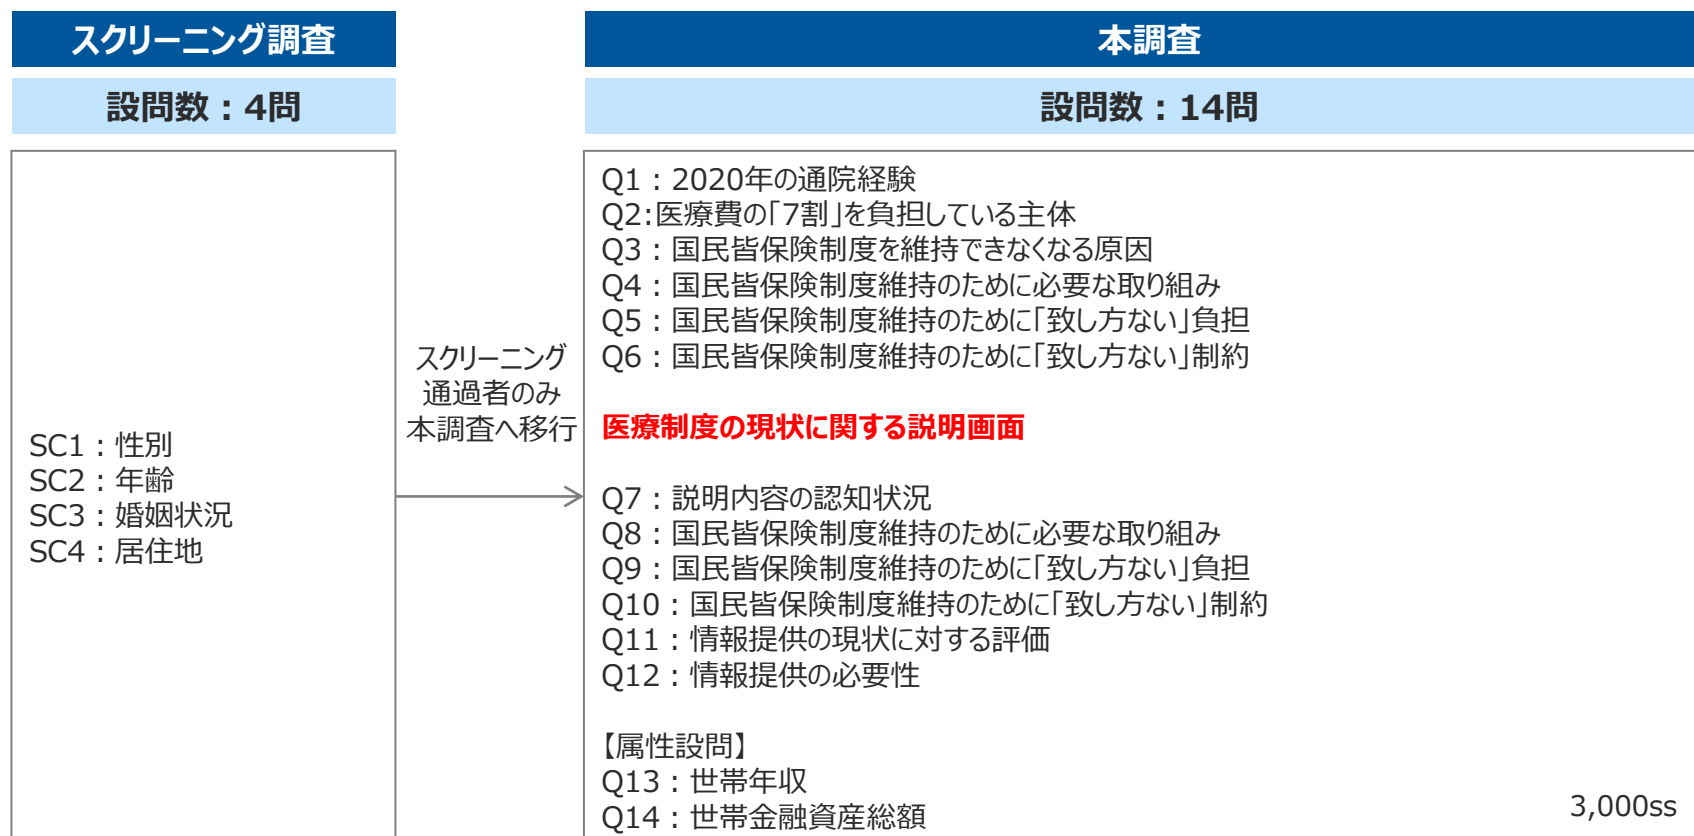 スクリーニング調査
設問数：4問
SC1：性別
SC2：年齢
SC3：婚姻状況
SC4：居住地
スクリーニング
通過者のみ
本調査へ移行
本調査
設問数：14問
Q1：2020年の通院経験
Q2:医療費の｢7割｣を負担している主体
Q3：国民皆保険制度を維持できなくなる原因
Q4：国民皆保険制度維持のために必要な取り組み
Q5：国民皆保険制度維持のために｢致し方ない｣負担
Q6：国民皆保険制度維持のために｢致し方ない｣制約
医療制度の現状に関する説明画面
Q7：説明内容の認知状況
Q8：国民皆保険制度維持のために必要な取り組み
Q9：国民皆保険制度維持のために｢致し方ない｣負担
Q10：国民皆保険制度維持のために｢致し方ない｣制約
Q11：情報提供の現状に対する評価
Q12：情報提供の必要性
【属性設問】
Q13：世帯年収
Q14：世帯金融資産総額
3,000ss